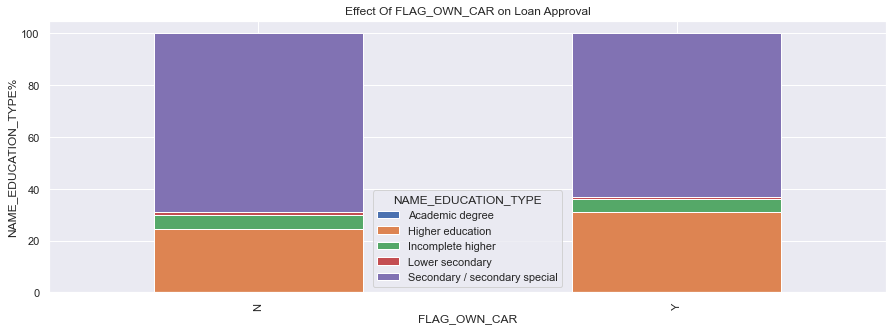 Effect Of FLAG_OWN_CAR on Loan Approval
100
80
60
40
20
0
NAME_EDUCATION_TYPE%
NAME_EDUCATION_TYPE
Academic degree
Higher education
Incomplete higher
Lower secondary
Secondary / secondary special
N
Y
FLAG_OWN_CAR